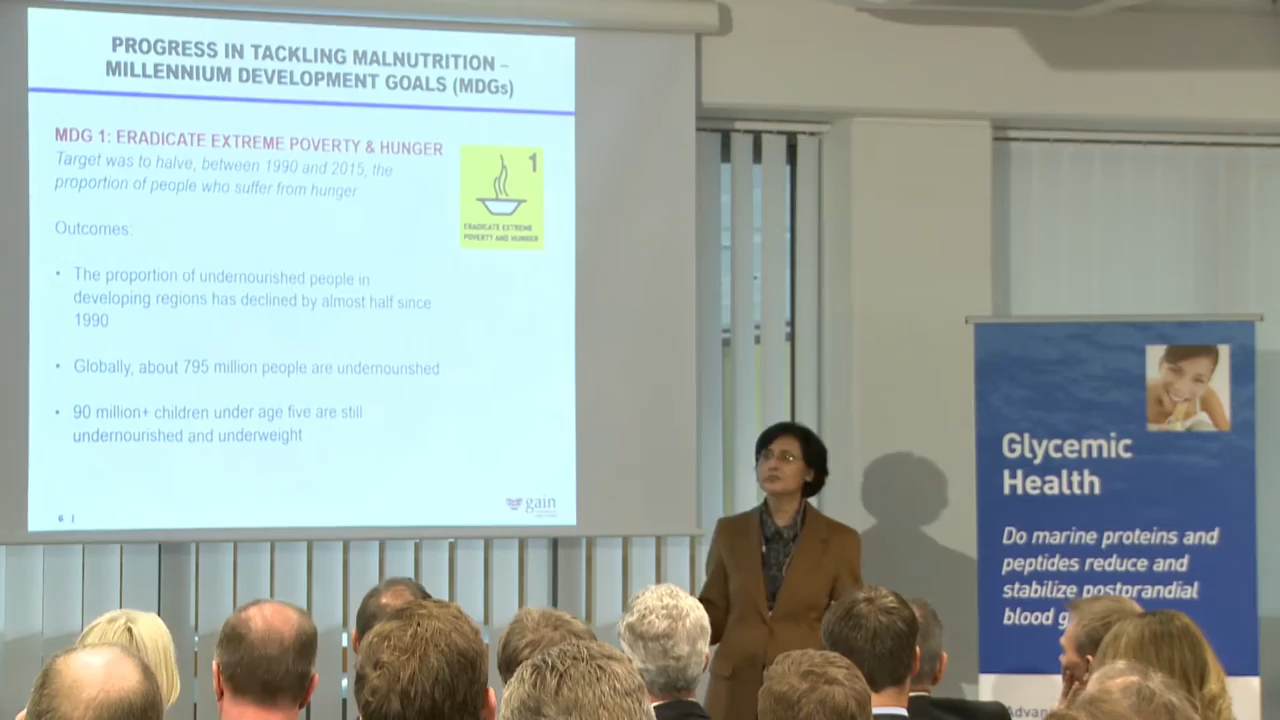 PROGRESS IN TACKLING MALNUTRITION –
MILLENNIUM DEVELOPMENT GOALS (MDGs)
MDG 1: ERADICATE EXTREME POVERTY & HUNGER
Target was to halve, between 1990 and 2015, the
proportion of people who suffer from hunger
1
ERADICATE EXTREME
POVERTY AND HUNGER
Outcomes:
• The proportion of undernourished people in
developing regions has declined by almost half since
1990
• Globally, about 795 million people are undernourished
• 90 million+ children under age five are still
undernourished and underweight
gain
6 |
Glycemic
Health
Do marine proteins and
peptides reduce and
stabilize postprandial
blood g
Advan